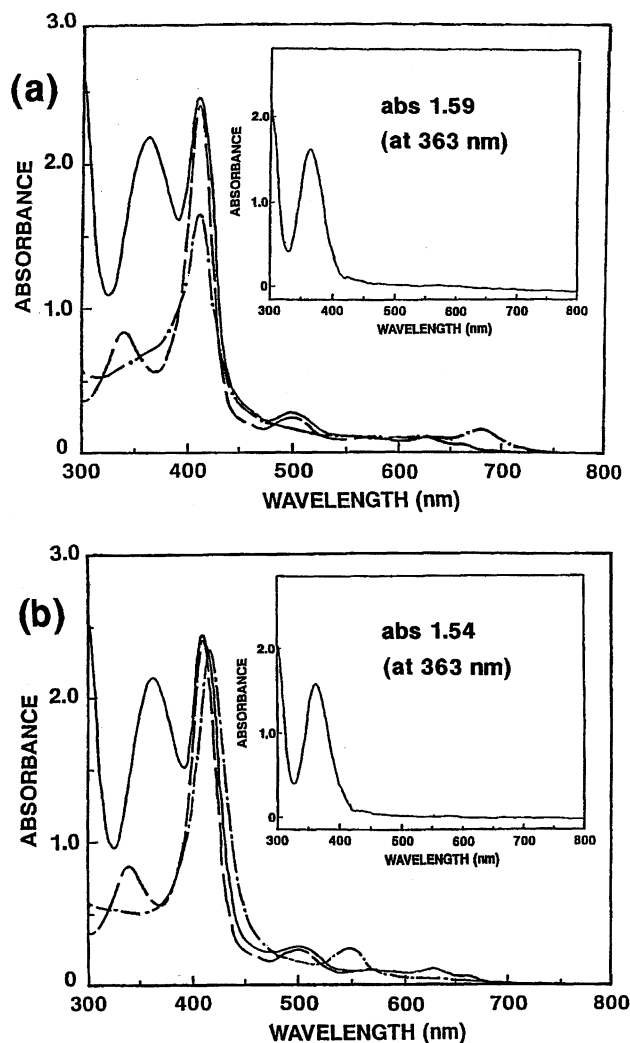 3.0
(a)
abs 1.59
(at 363 nm)
2.0
2.0
ABSORBANCE
ABSORBANCE
1.0
1.0
0
300 400 500 600 700 800
WAVELENGTH (nm)
0
300 400 500 600 700 800
WAVELENGTH (nm)
3.0
(b)
abs 1.54
(at 363 nm)
2.0
2.0
ABSORBANCE
ABSORBANCE
1.0
1.0
0
300 400 500 600 700 800
WAVELENGTH (nm)
0
300 400 500 600 700 800
WAVELENGTH (nm)